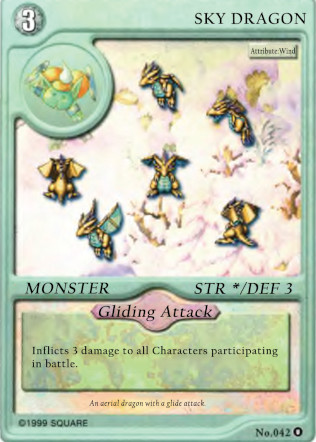 3
SKY DRAGON
Attribute:Wind
MONSTER
STR */DEF 3
Gliding Attack
Inflicts 3 damage to all Characters participating
in battle.
An aerial dragon with a glide attack.
©1999 SQUARE
No.042